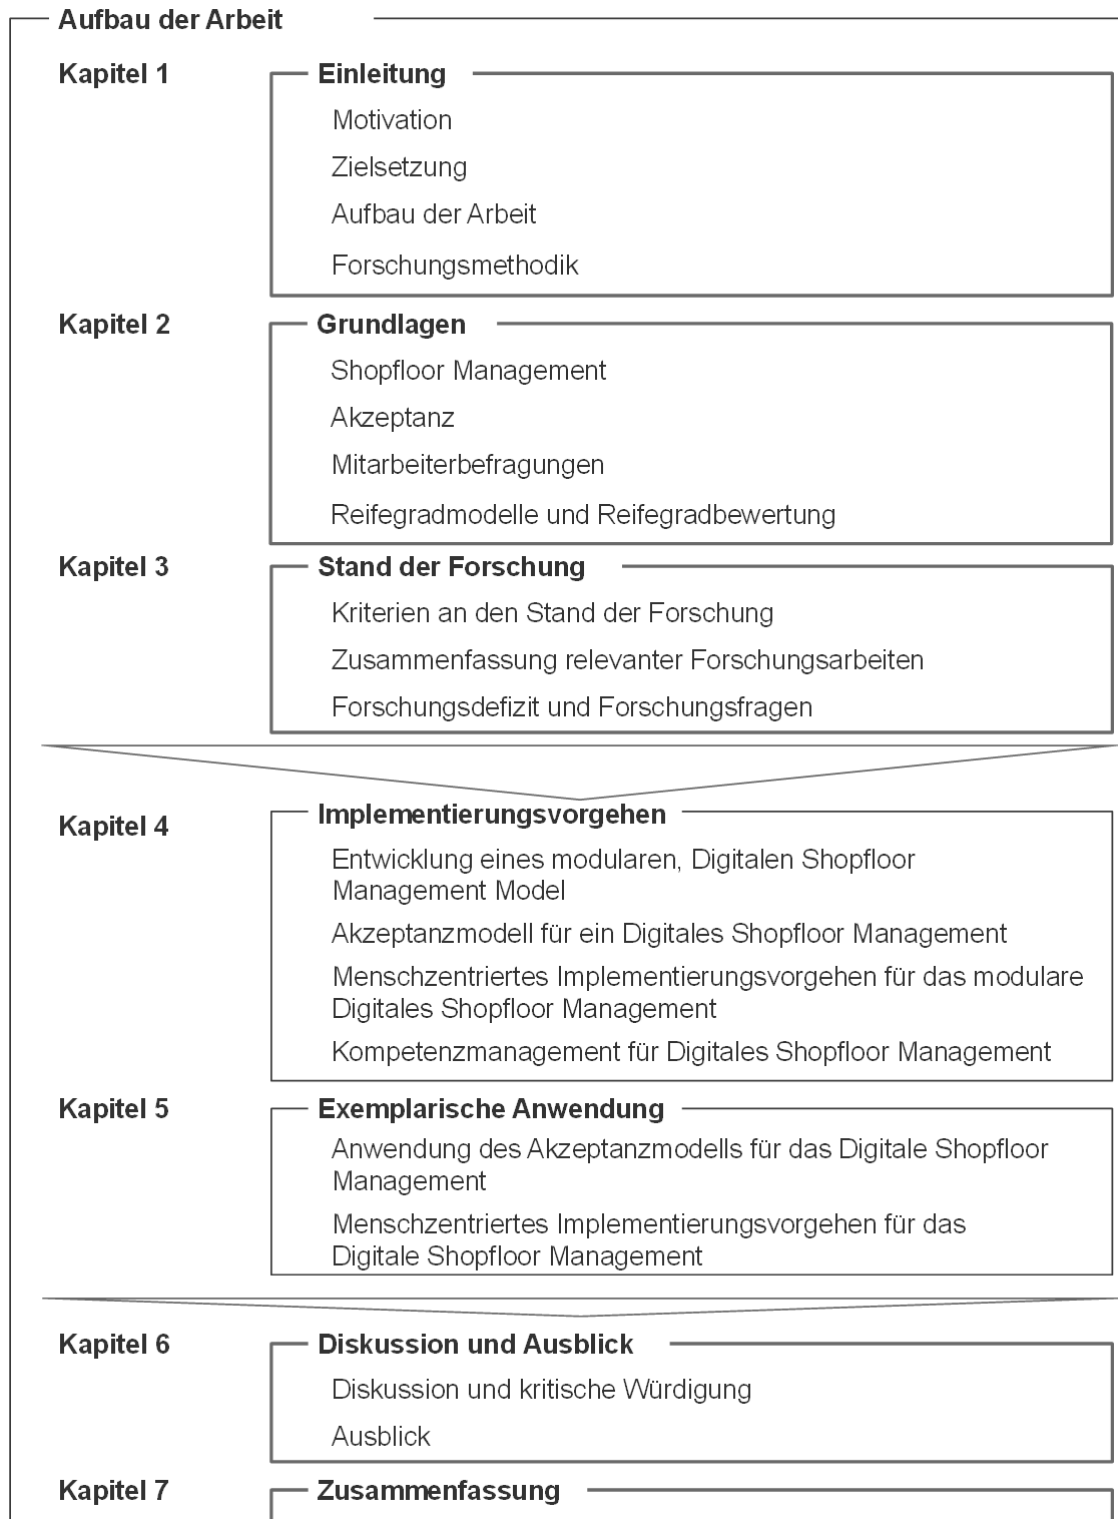 Aufbau der Arbeit
Kapitel 1
Einleitung
Motivation
Zielsetzung
Aufbau der Arbeit
Forschungsmethodik
Kapitel 2
Grundlagen
Shopfloor Management
Akzeptanz
Mitarbeiterbefragungen
Reifegradmodelle und Reifegradbewertung
Kapitel 3
Stand der Forschung
Kriterien an den Stand der Forschung
Zusammenfassung relevanter Forschungsarbeiten
Forschungsdefizit und Forschungsfragen
Kapitel 4
Implementierungsvorgehen
Entwicklung eines modularen, Digitalen Shopfloor
Management Model
Akzeptanzmodell für ein Digitales Shopfloor Management
Menschzentriertes Implementierungsvorgehen für das modulare
Digitales Shopfloor Management
Kompetenzmanagement für Digitales Shopfloor Management
Kapitel 5
Exemplarische Anwendung
Anwendung des Akzeptanzmodells für das Digitale Shopfloor
Management
Menschzentriertes Implementierungsvorgehen für das
Digitale Shopfloor Management
Kapitel 6
Diskussion und Ausblick
Diskussion und kritische Würdigung
Ausblick
Kapitel 7
Zusammenfassung